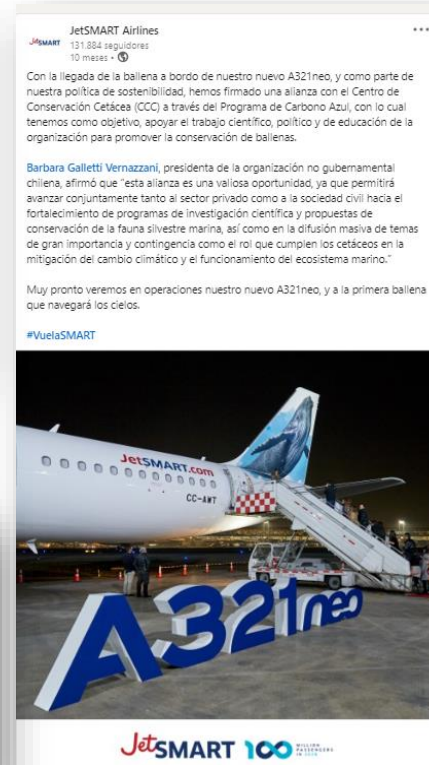 JetSMART Airlines
131.884 seguidores
10 meses •
JetSMART
Con la llegada de la ballena a bordo de nuestro nuevo A321neo, y como parte de
nuestra política de sostenibilidad, hemos firmado una alianza con el Centro de
Conservación Cetácea (CCC) a través del Programa de Carbono Azul, con lo cual
tenemos como objetivo, apoyar el trabajo científico, político y de educación de la
organización para promover la conservación de ballenas.
Barbara Galletti Vernazzani, presidenta de la organización no gubernamental
chilena, afirmó que "esta alianza es una valiosa oportunidad, ya que permitirá
avanzar conjuntamente tanto al sector privado como a la sociedad civil hacia el
fortalecimiento de programas de investigación científica y propuestas de
conservación de la fauna silvestre marina, así como en la difusión masiva de temas
de gran importancia y contingencia como el rol que cumplen los cetáceos en la
mitigación del cambio climático y el funcionamiento del ecosistema marino."
Muy pronto veremos en operaciones nuestro nuevo A321neo, y a la primera ballena
que navegará los cielos.
#VuelaSMART
JetSMART.com
CC-AWT
A321neo
JetSMART 100 MILLION
PASSENGERS